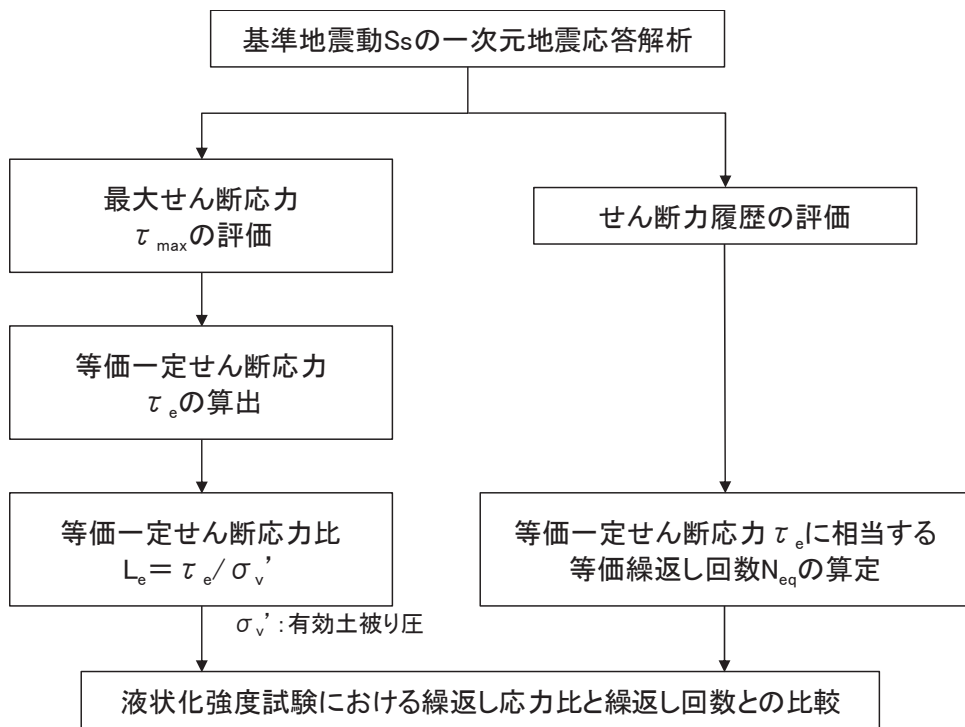 基準地震動Ssの一次元地震応答解析
最大せん断応力
τmaxの評価
せん断力履歴の評価
等価一定せん断応力
τeの算出
等価一定せん断応力比
Le＝τe/σv’
等価一定せん断応力τeに相当する
等価繰返し回数Neqの算定
σv’：有効土被り圧
液状化強度試験における繰返し応力比と繰返し回数との比較